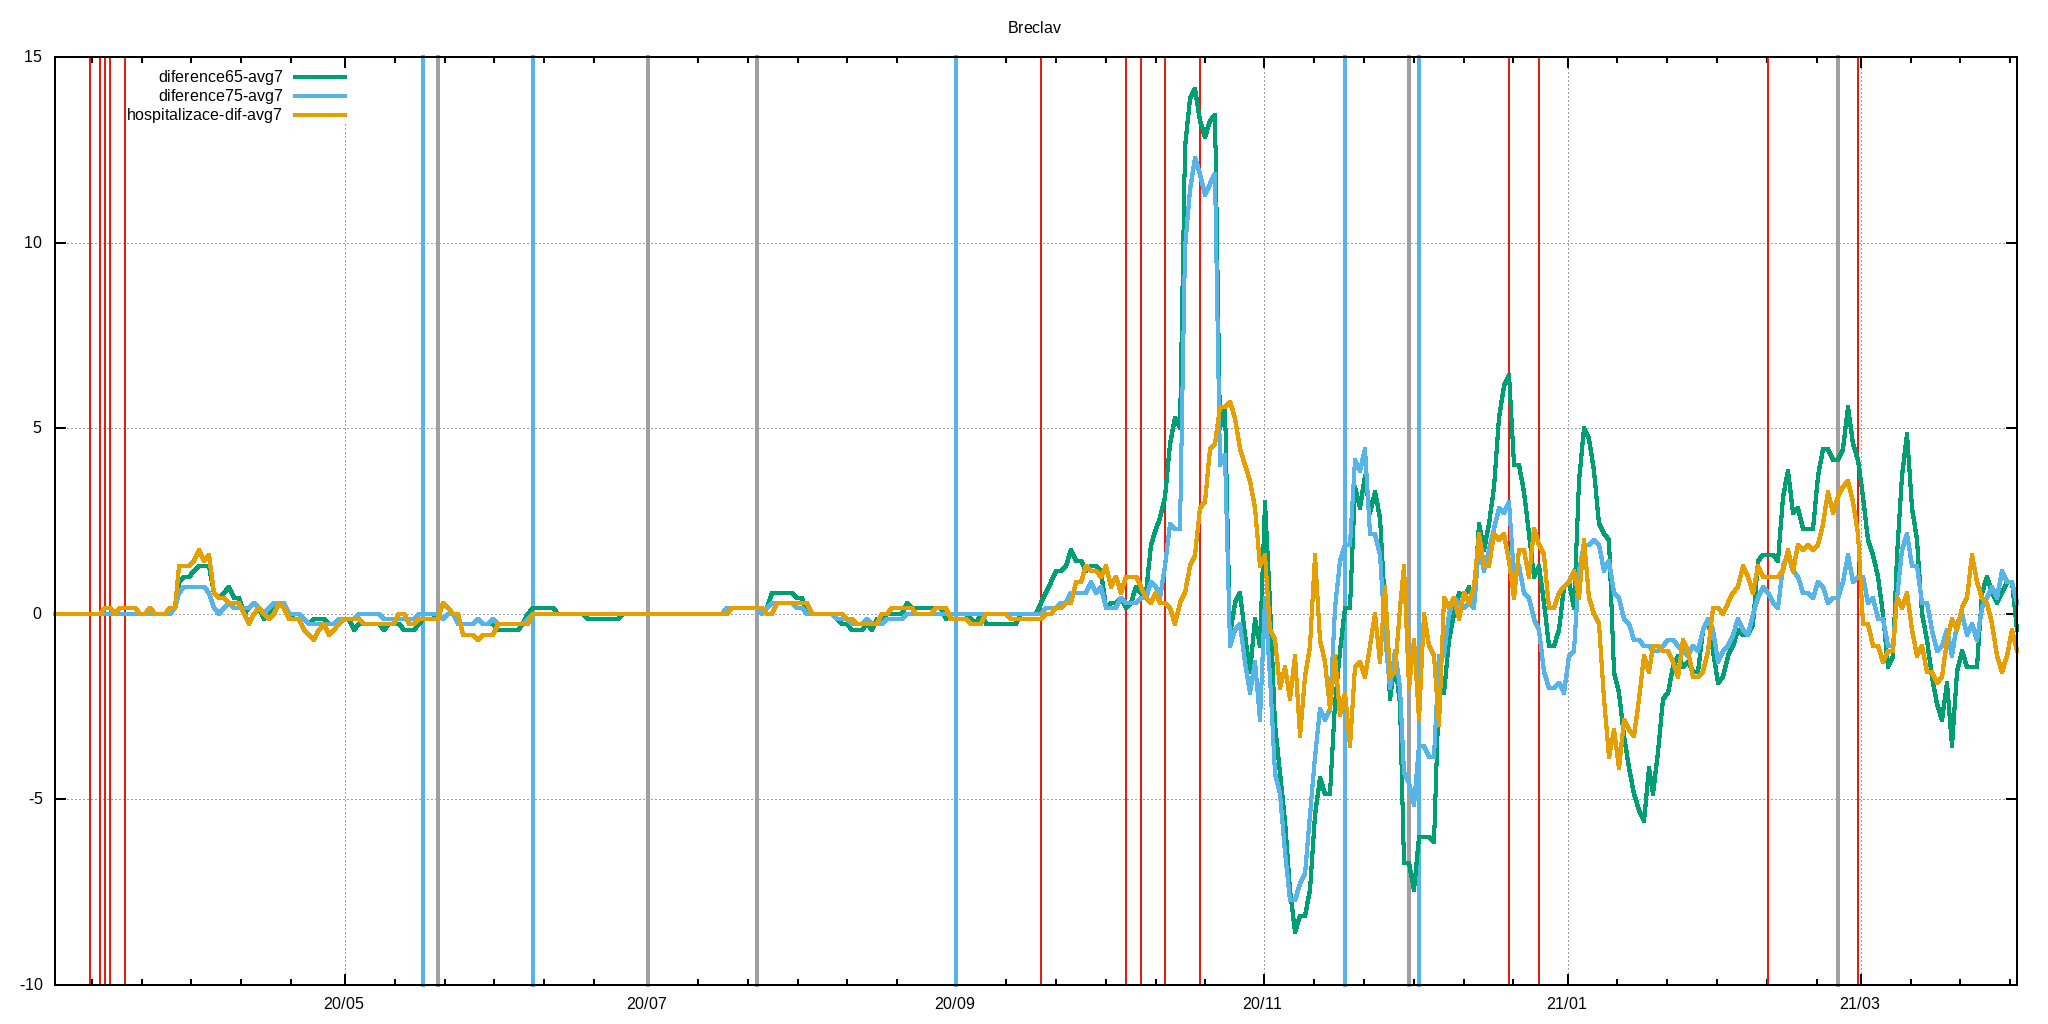 Breclav
diference65-avg7
diference75-avg7
hospitalizace-dif-avg7
15
10
5
0
-5
-10
20/05 20/07 20/09 20/11 21/01 21/03